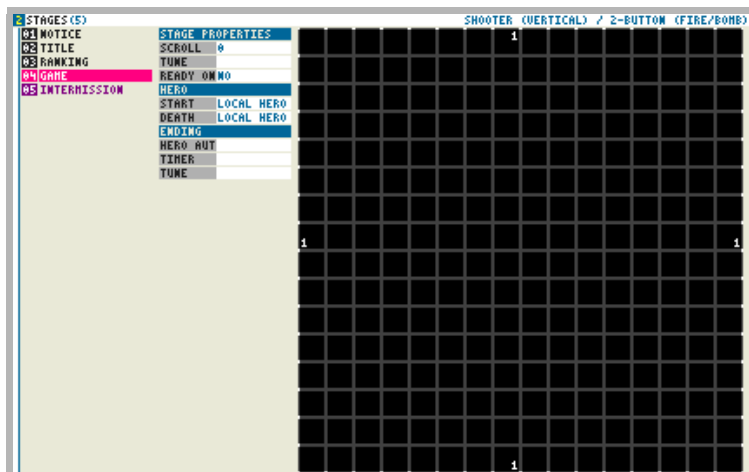 2 STAGES(5) SHOOTER (VERTICAL) / 2-BUTTON (FIRE/BOMB)
01 NOTICE
02 TITLE
03 RANKING
04 GAME
05 INTERMISSION
STAGE PROPERTIES
SCROLL 0
TUNE
READY ON NO
HERO
START LOCAL HERO
DEATH LOCAL HERO
ENDING
HERO AUT
TIMER
TUNE
1
1 1
1